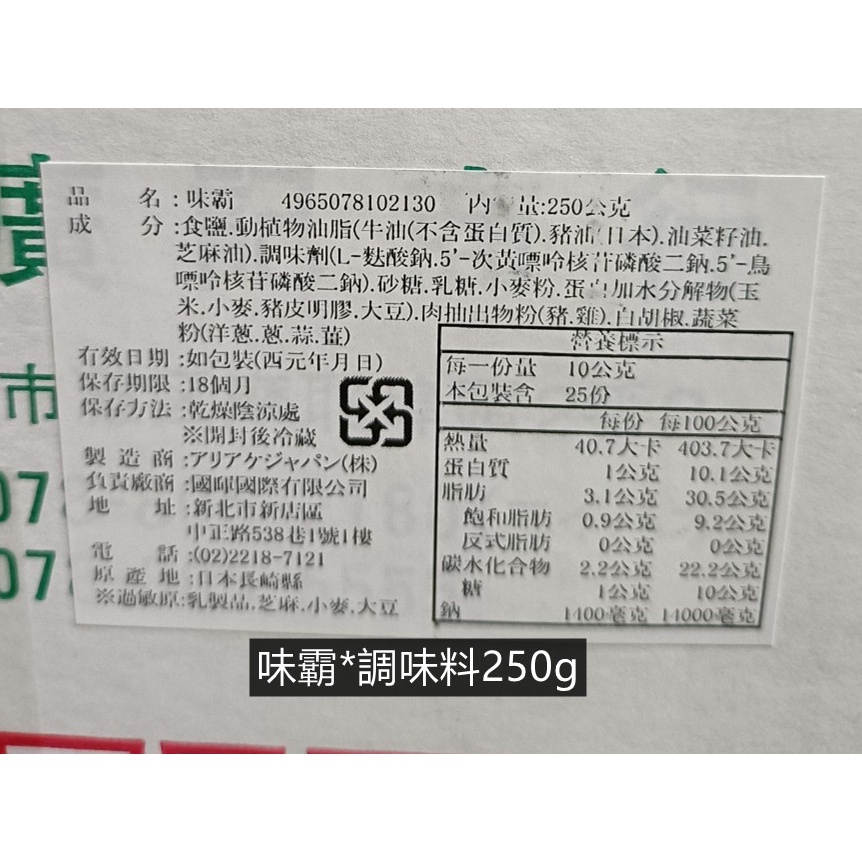 品 名:味霸 4965078102130 內 量:250公克
成 分:食鹽.動植物油脂(牛油(不含蛋白質).豬油(日本).油菜籽油.
芝麻油).調味劑(L-麩酸鈉.5'-次黃嘌呤核苷磷酸二鈉.5'-鳥
嘌呤核苷磷酸二鈉).砂糖.乳糖.小麥粉.蛋 加水分解物(玉
米.小麥.豬皮明膠.大豆).肉抽出物粉(豬.雞).白胡椒.蔬菜
粉(洋蔥.蔥.蒜.薑)
有效日期:如包裝(西元年月日)
保存期限:18個月
保存方法:乾燥陰涼處
※開封後冷藏
製造商:アリアケジャパン(株)
負責廠商:國暉國際有限公司
地 址:新北市新店區
中正路538巷1號1樓
電 話:(02)2218-7121
原產地:日本長崎縣
※過敏原:乳製品.芝麻.小麥.大豆
營養標示
每一份量 10公克
本包裝含 25份
每份 每100公克
熱量 40.7大卡 403.7大卡
蛋白質 1公克 10.1公克
脂肪 3.1公克 30.5公克
飽和脂肪 0.9公克 9.2公克
反式脂肪 0公克 0公克
碳水化合物 2.2公克 22.2公克
糖 1公克 10公克
鈉 1400毫克 14000毫克
市
07
07
味霸*調味料250g